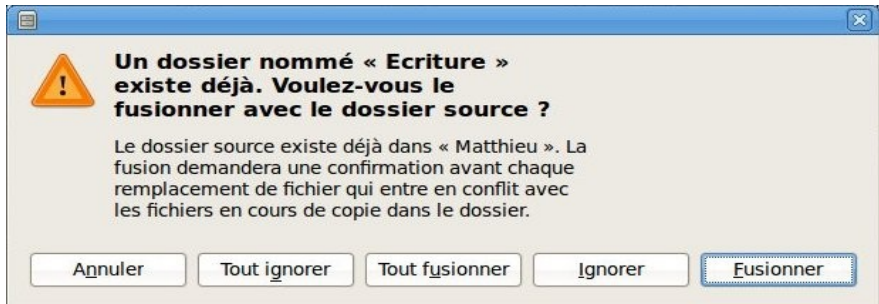 Un dossier nommé « Ecriture »
existe déjà. Voulez-vous le
fusionner avec le dossier source ?
Le dossier source existe déjà dans « Matthieu ». La
fusion demandera une confirmation avant chaque
remplacement de fichier qui entre en conflit avec
les fichiers en cours de copie dans le dossier.
Annuler Tout ignorer Tout fusionner Ignorer Fusionner